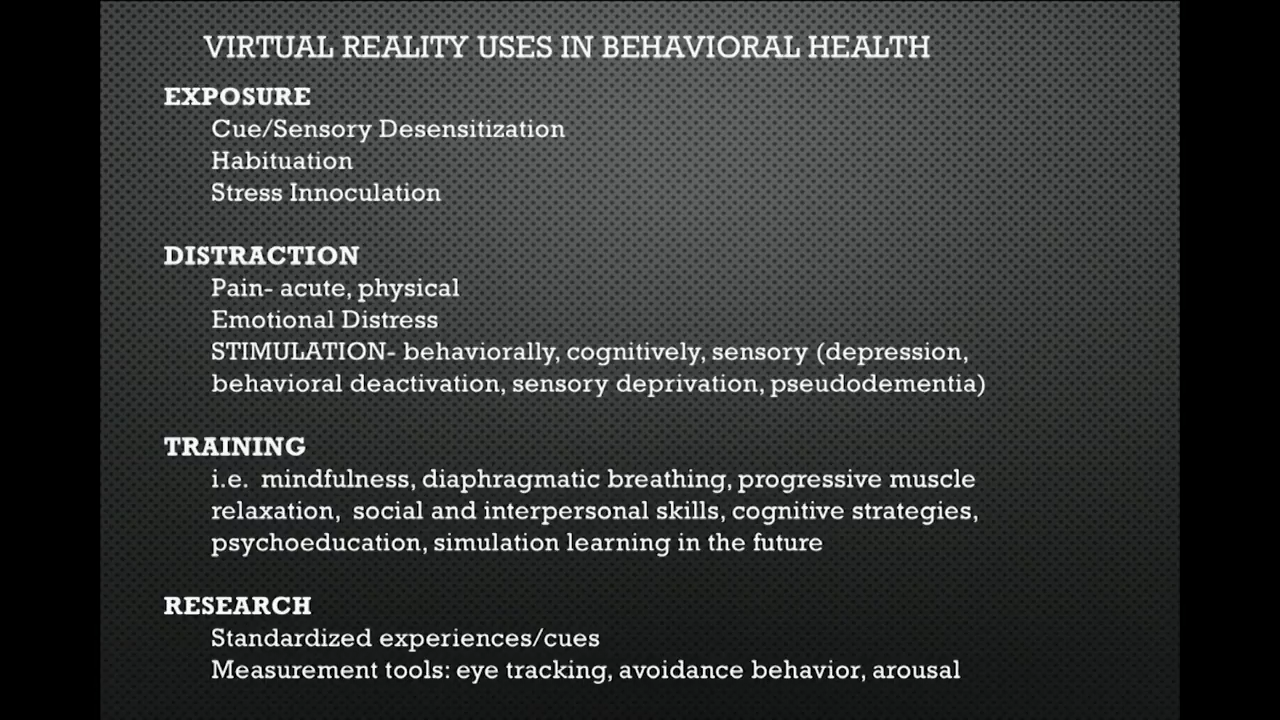 VIRTUAL REALITY USES IN BEHAVIORAL HEALTH
EXPOSURE
Cue/Sensory Desensitization
Habituation
Stress Innoculation
DISTRACTION
Pain- acute, physical
Emotional Distress
STIMULATION- behaviorally, cognitively, sensory (depression,
behavioral deactivation, sensory deprivation, pseudodementia)
TRAINING
i.e. mindfulness, diaphragmatic breathing, progressive muscle
relaxation, social and interpersonal skills, cognitive strategies,
psychoeducation, simulation learning in the future
RESEARCH
Standardized experiences/cues
Measurement tools: eye tracking, avoidance behavior, arousal